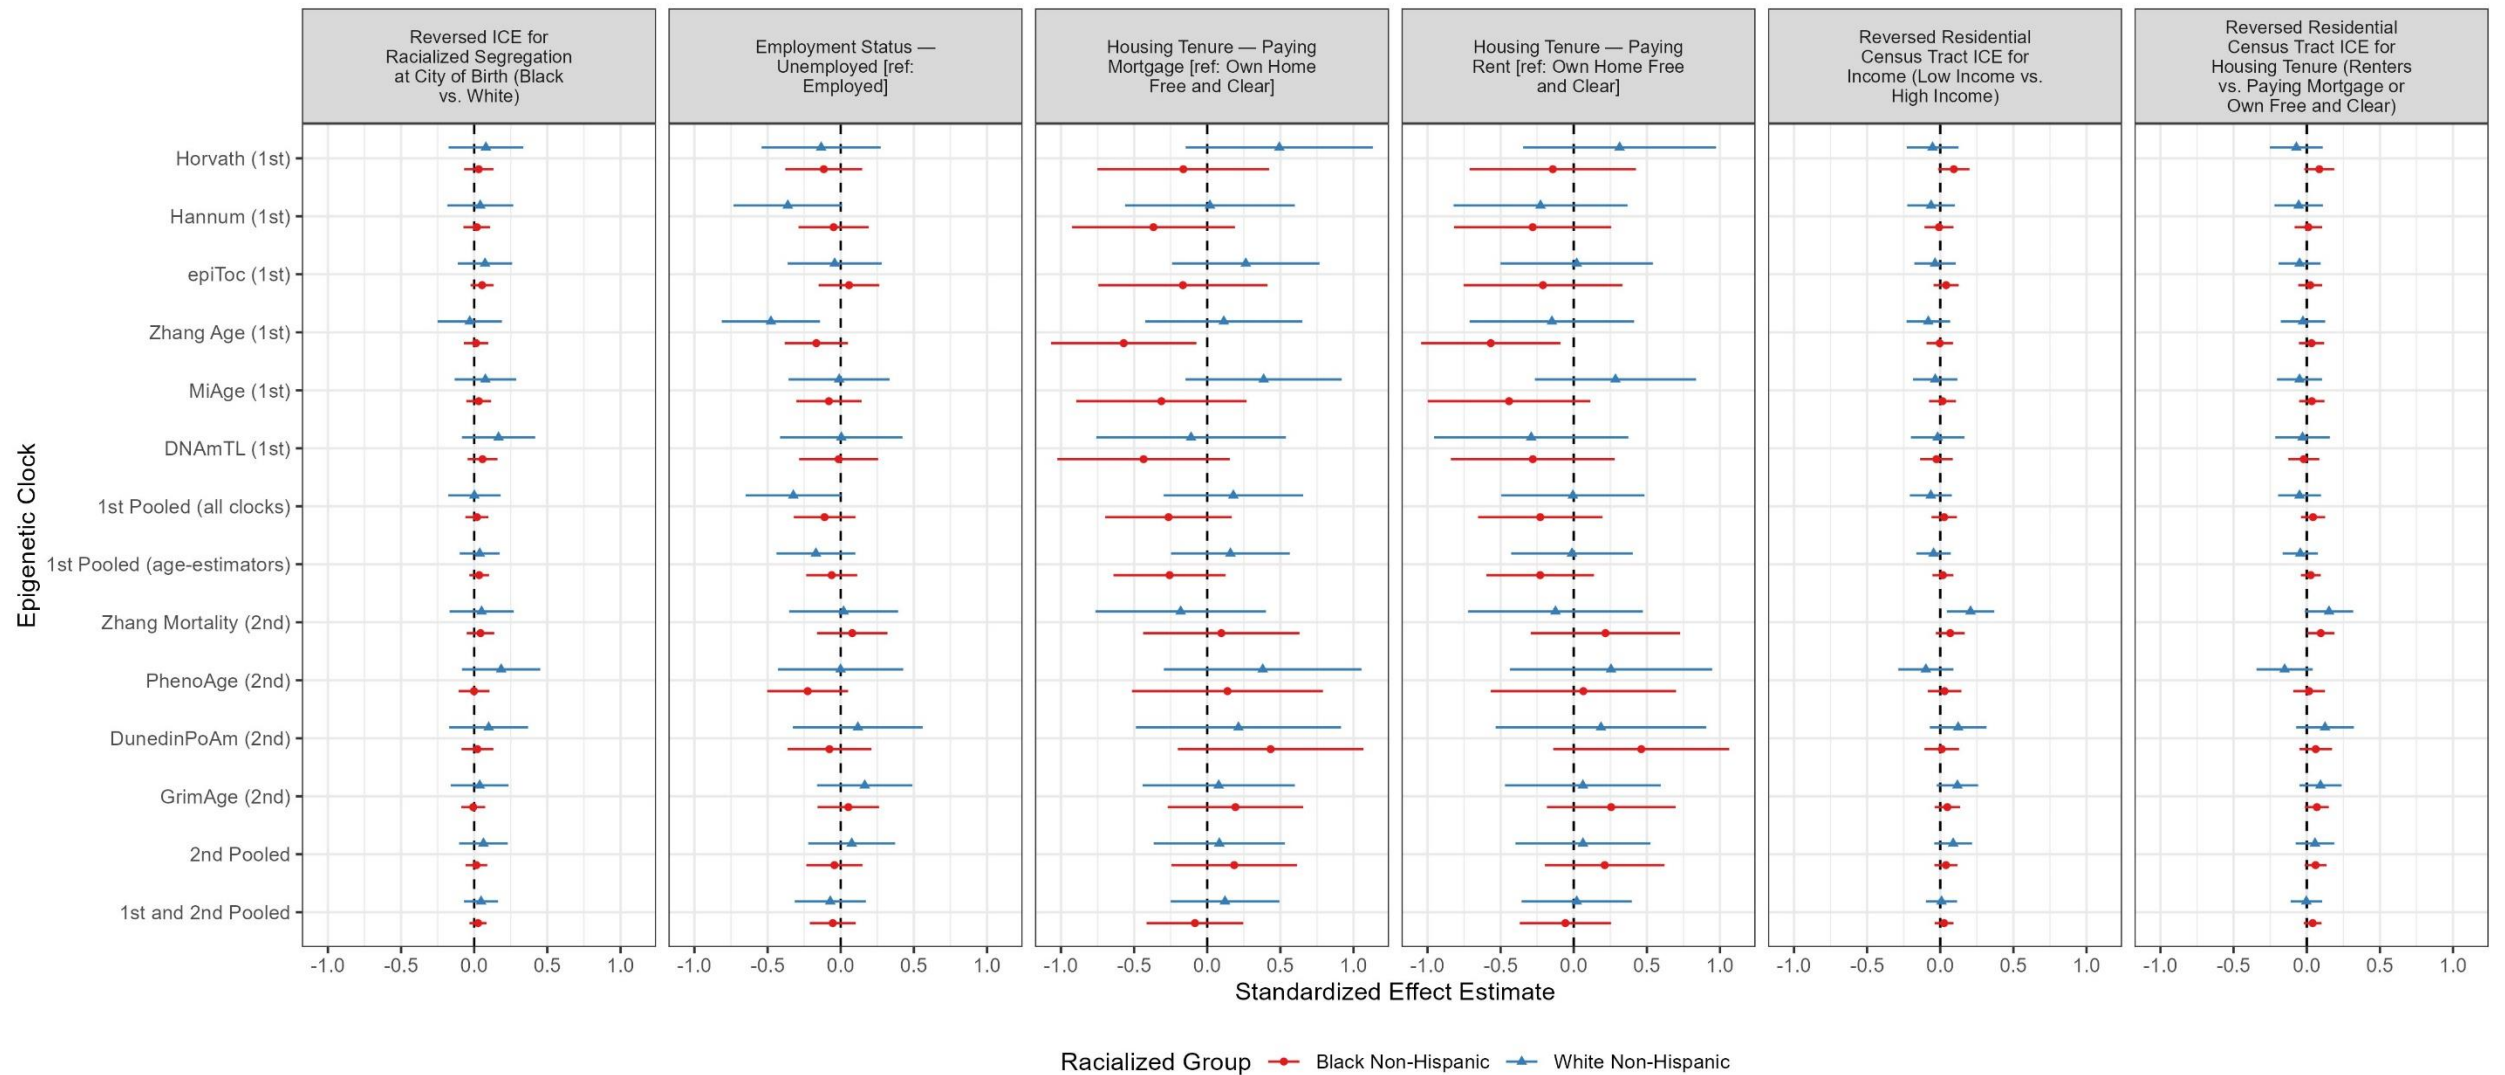 Reversed ICE for
Racialized Segregation
at City of Birth (Black
vs. White)
Employment Status —
Unemployed [ref:
Employed]
Housing Tenure — Paying
Mortgage [ref: Own Home
Free and Clear]
Housing Tenure — Paying
Rent [ref: Own Home Free
and Clear]
Reversed Residential
Census Tract ICE for
Income (Low Income vs.
High Income)
Reversed Residential
Census Tract ICE for
Housing Tenure (Renters
vs. Paying Mortgage or
Own Free and Clear)
Epigenetic Clock
Horvath (1st)
Hannum (1st)
epiToc (1st)
Zhang Age (1st)
MiAge (1st)
DNAmTL (1st)
1st Pooled (all clocks)
1st Pooled (age-estimators)
Zhang Mortality (2nd)
PhenoAge (2nd)
DunedinPoAm (2nd)
GrimAge (2nd)
2nd Pooled
1st and 2nd Pooled
-1.0 -0.5 0.0 0.5 1.0 -1.0 -0.5 0.0 0.5 1.0 -1.0 -0.5 0.0 0.5 1.0 -1.0 -0.5 0.0 0.5 1.0 -1.0 -0.5 0.0 0.5 1.0 -1.0 -0.5 0.0 0.5 1.0
Standardized Effect Estimate
Racialized Group Black Non-Hispanic White Non-Hispanic